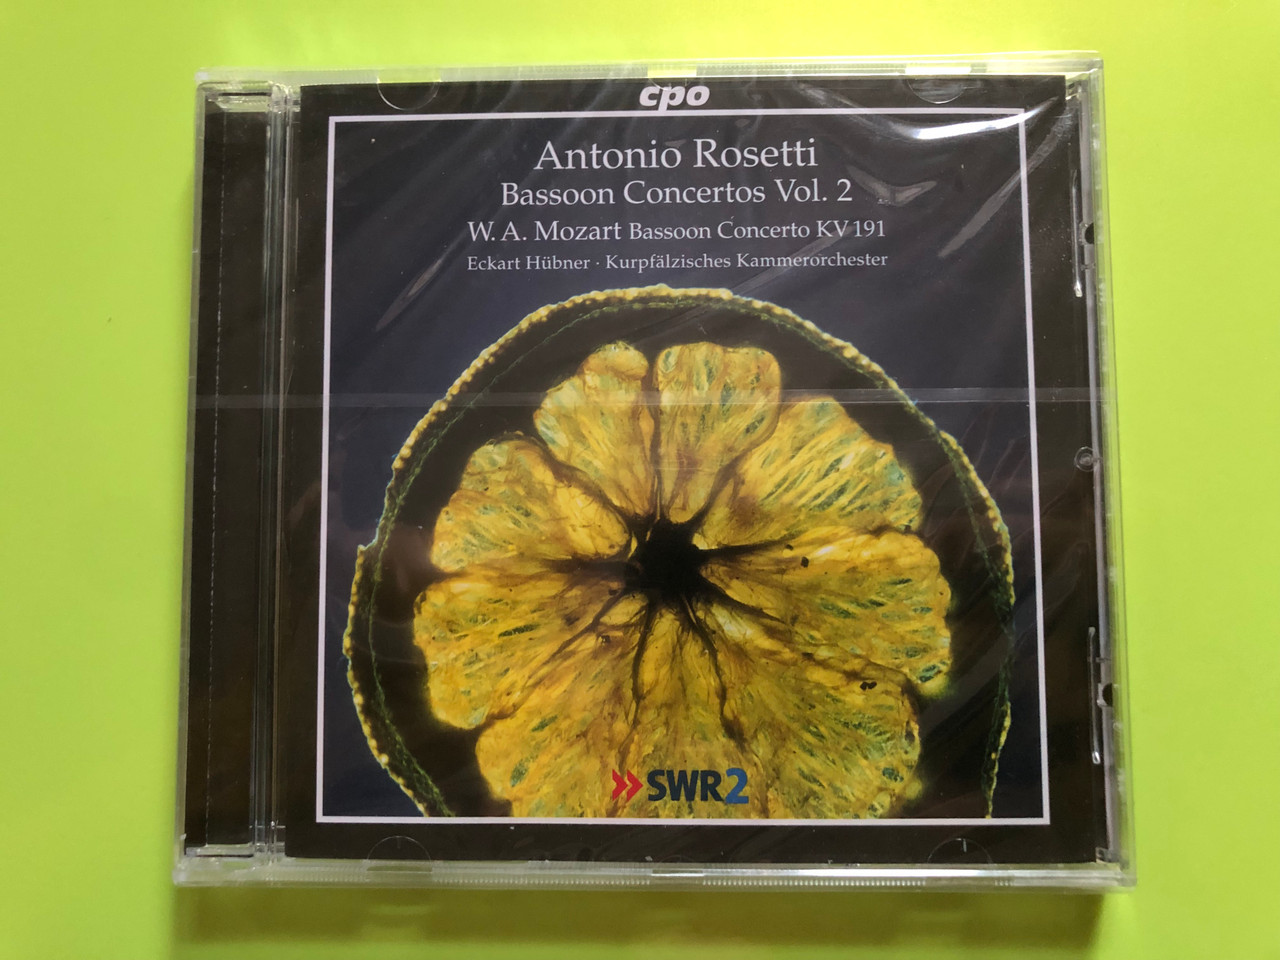 cpo
Antonio Rosetti
Bassoon Concertos Vol. 2
W. A. Mozart Bassoon Concerto KV 191
Eckart Hübner · Kurpfälzisches Kammerorchester
SWR2